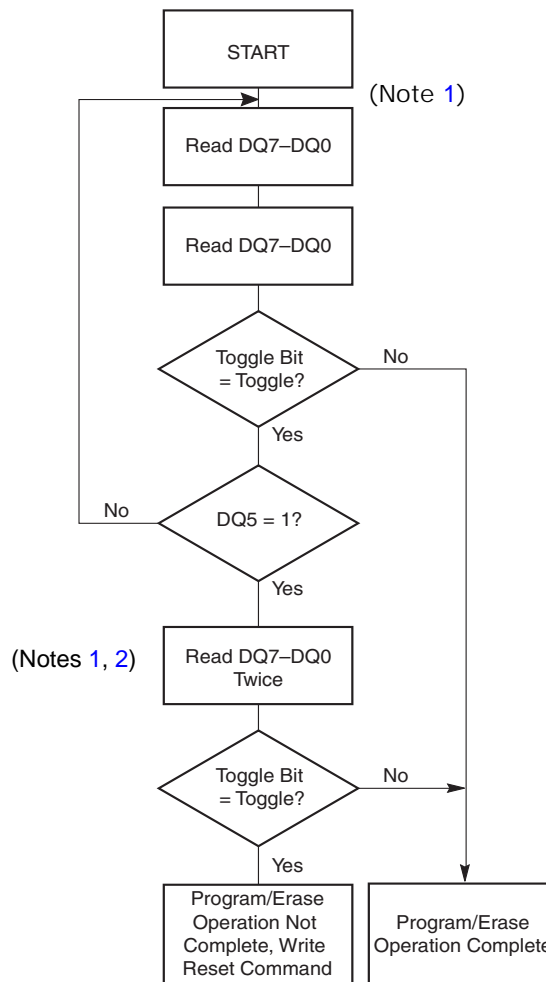 START
(Note 1)
Read DQ7–DQ0
Read DQ7–DQ0
Toggle Bit
= Toggle?
No
Yes
No
DQ5 = 1?
Yes
(Notes 1, 2)
Read DQ7–DQ0
Twice
Toggle Bit
= Toggle?
No
Yes
Program/Erase
Operation Not
Complete, Write
Reset Command
Program/Erase
Operation Complete